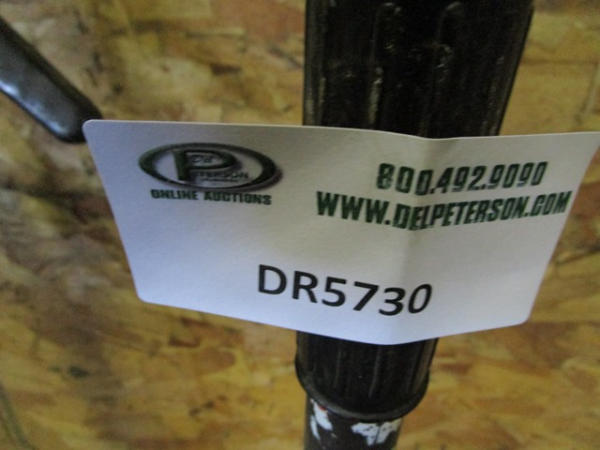 Del
PETERSON
ONLINE AUCTIONS
800.492.9090
WWW.DELPETERSON.COM
DR5730